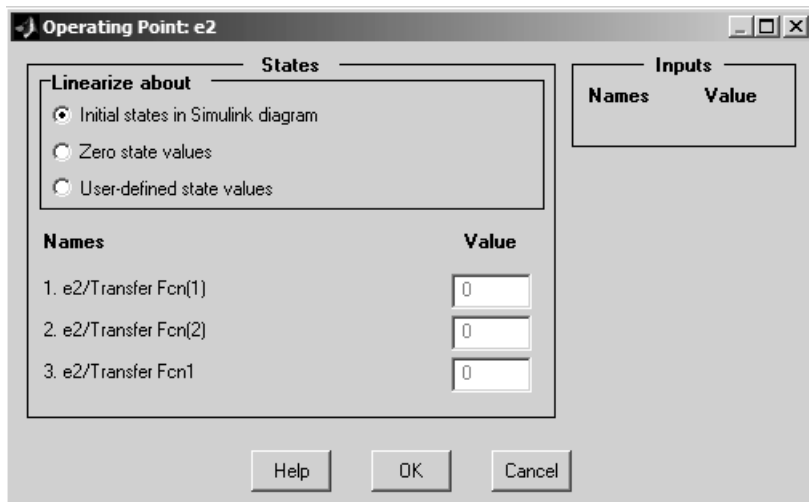 Operating Point: e2
States
Linearize about
Initial states in Simulink diagram
Zero state values
User-defined state values
Names Value
1. e2/Transfer Fcn(1) 0
2. e2/Transfer Fcn(2) 0
3. e2/Transfer Fcn1 0
Inputs
Names Value
Help OK Cancel